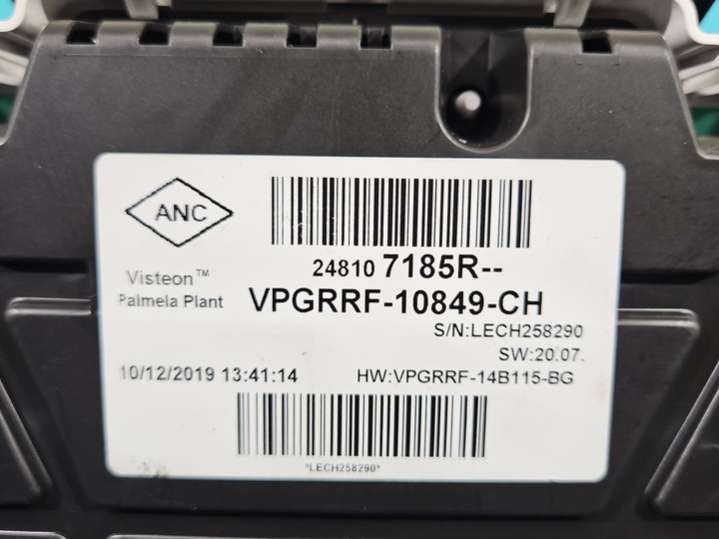 ANC
24810 7185R--
Visteon™
Palmela Plant
VPGRRF-10849-CH
S/N:LECH258290
SW:20.07.
10/12/2019 13:41:14
HW:VPGRRF-14B115-BG
*LECH258290*